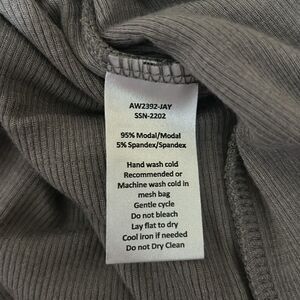 AW2392-JAY
SSN-2202
95% Modal/Modal
5% Spandex/Spandex
Hand wash cold
Recommended or
Machine wash cold in
mesh bag
Gentle cycle
Do not bleach
Lay flat to dry
Cool iron if needed
Do not Dry Clean